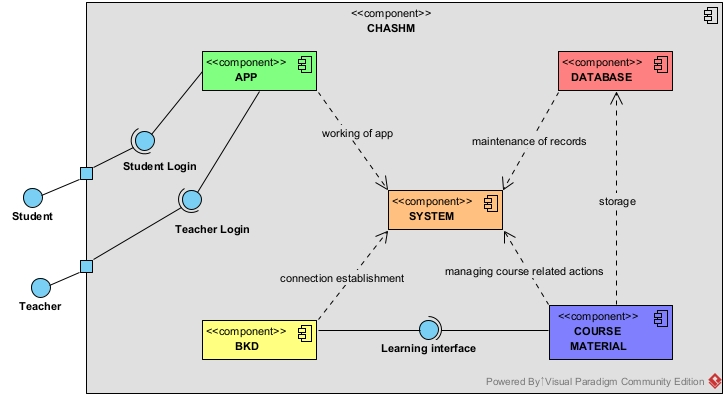 <<component>>
CHASHM
<<component>>
APP
<<component>>
DATABASE
working of app
maintenance of records
Student Login
<<component>>
SYSTEM
storage
Student
Teacher Login
connection establishment
managing course related actions
Teacher
<<component>>
BKD
Learning interface
<<component>>
COURSE
MATERIAL
Powered By Visual Paradigm Community Edition